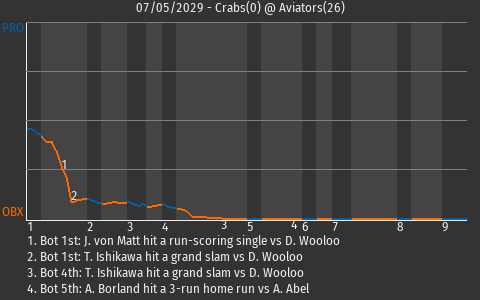 07/05/2029 - Crabs(0) @ Aviators(26)
PRO
1
2
OBX
3
4 6
1 2 3 4 5 6 7 8 9
1. Bot 1st: J. von Matt hit a run-scoring single vs D. Wooloo
2. Bot 1st: T. Ishikawa hit a grand slam vs D. Wooloo
3. Bot 4th: T. Ishikawa hit a grand slam vs D. Wooloo
4. Bot 5th: A. Borland hit a 3-run home run vs A. Abel